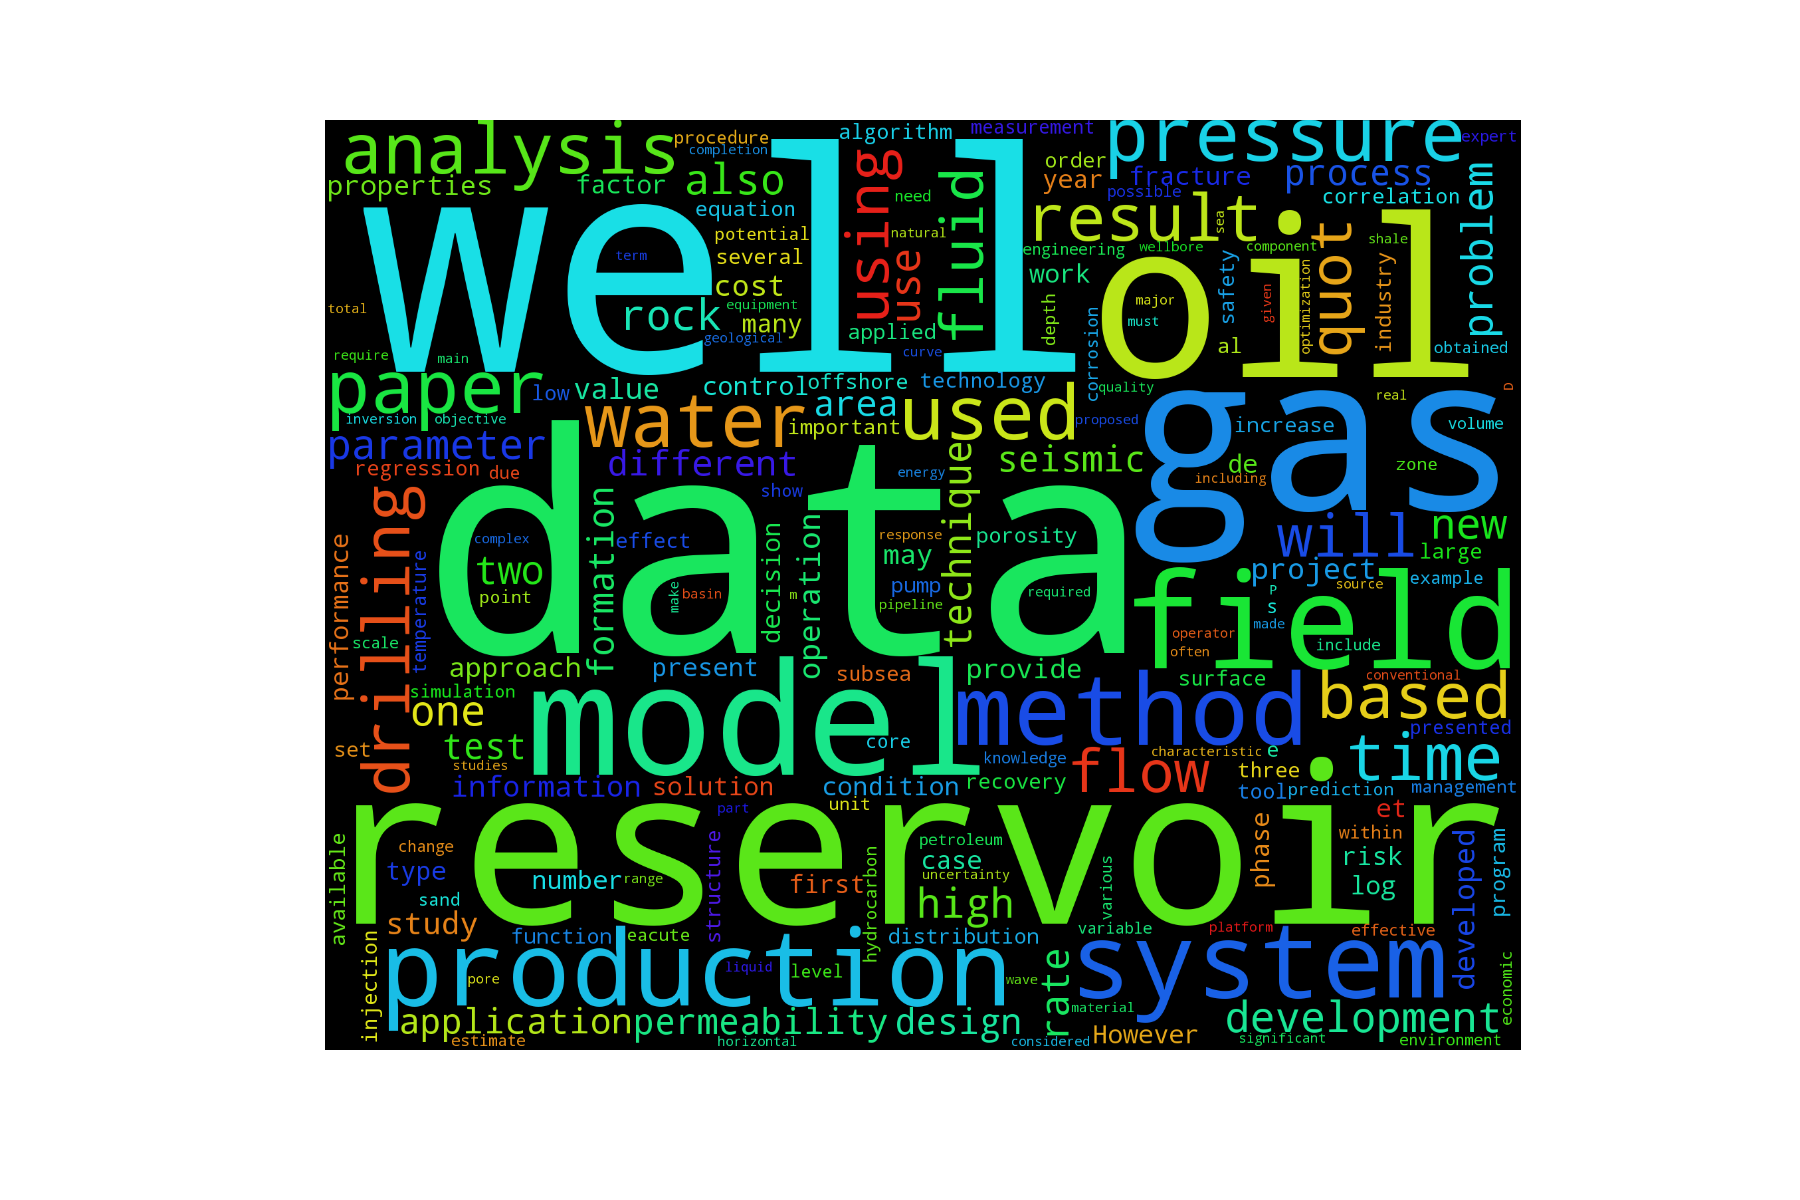 analysis
procedure
completion
algorithm
measurement
pressure
expert
properties
factor
also
using
need
fluid
order
year
fracture
possible
process
correlation
problem
well
equation
potential
several
term
cost
rock
equipment
many
geological
use
natural
applied
curve
result
sea
engineering
wellbore
component
shale
work
depth
oil
major
must
safety
given
optimization
quot
industry
corrosion
al
obtained
total
require
main
paper
low
value
control
offshore
technology
quality
real
D
inversion
objective
water
area
important
used
proposed
gas
increase
volume
parameter
regression
due
different
show
energy
seismic
de
including
zone
data
drilling
formation
effect
complex
decision
operation
response
may
technique
porosity
will
new
large
performance
temperature
two
point
make
basin
m
pump
pipeline
required
project
source
example
P
S
made
field
operator
often
include
scale
approach
present
subsea
provide
surface
conventional
simulation
one
model
core
method
based
presented
set
test
studies
knowledge
characteristic
e
time
information
solution
condition
recovery
flow
three
tool
prediction
management
part
unit
et
reservoir
available
change
type
sand
number
range
structure
first
hydrocarbon
petroleum
case
uncertainty
high
various
phase
within
risk
log
developed
program
study
function
eacute
distribution
variable
platform
effective
injection
production
pore
liquid
level
wave
rate
system
material
economic
application
permeability
design
development
estimate
horizontal
considered
However
significant
environment